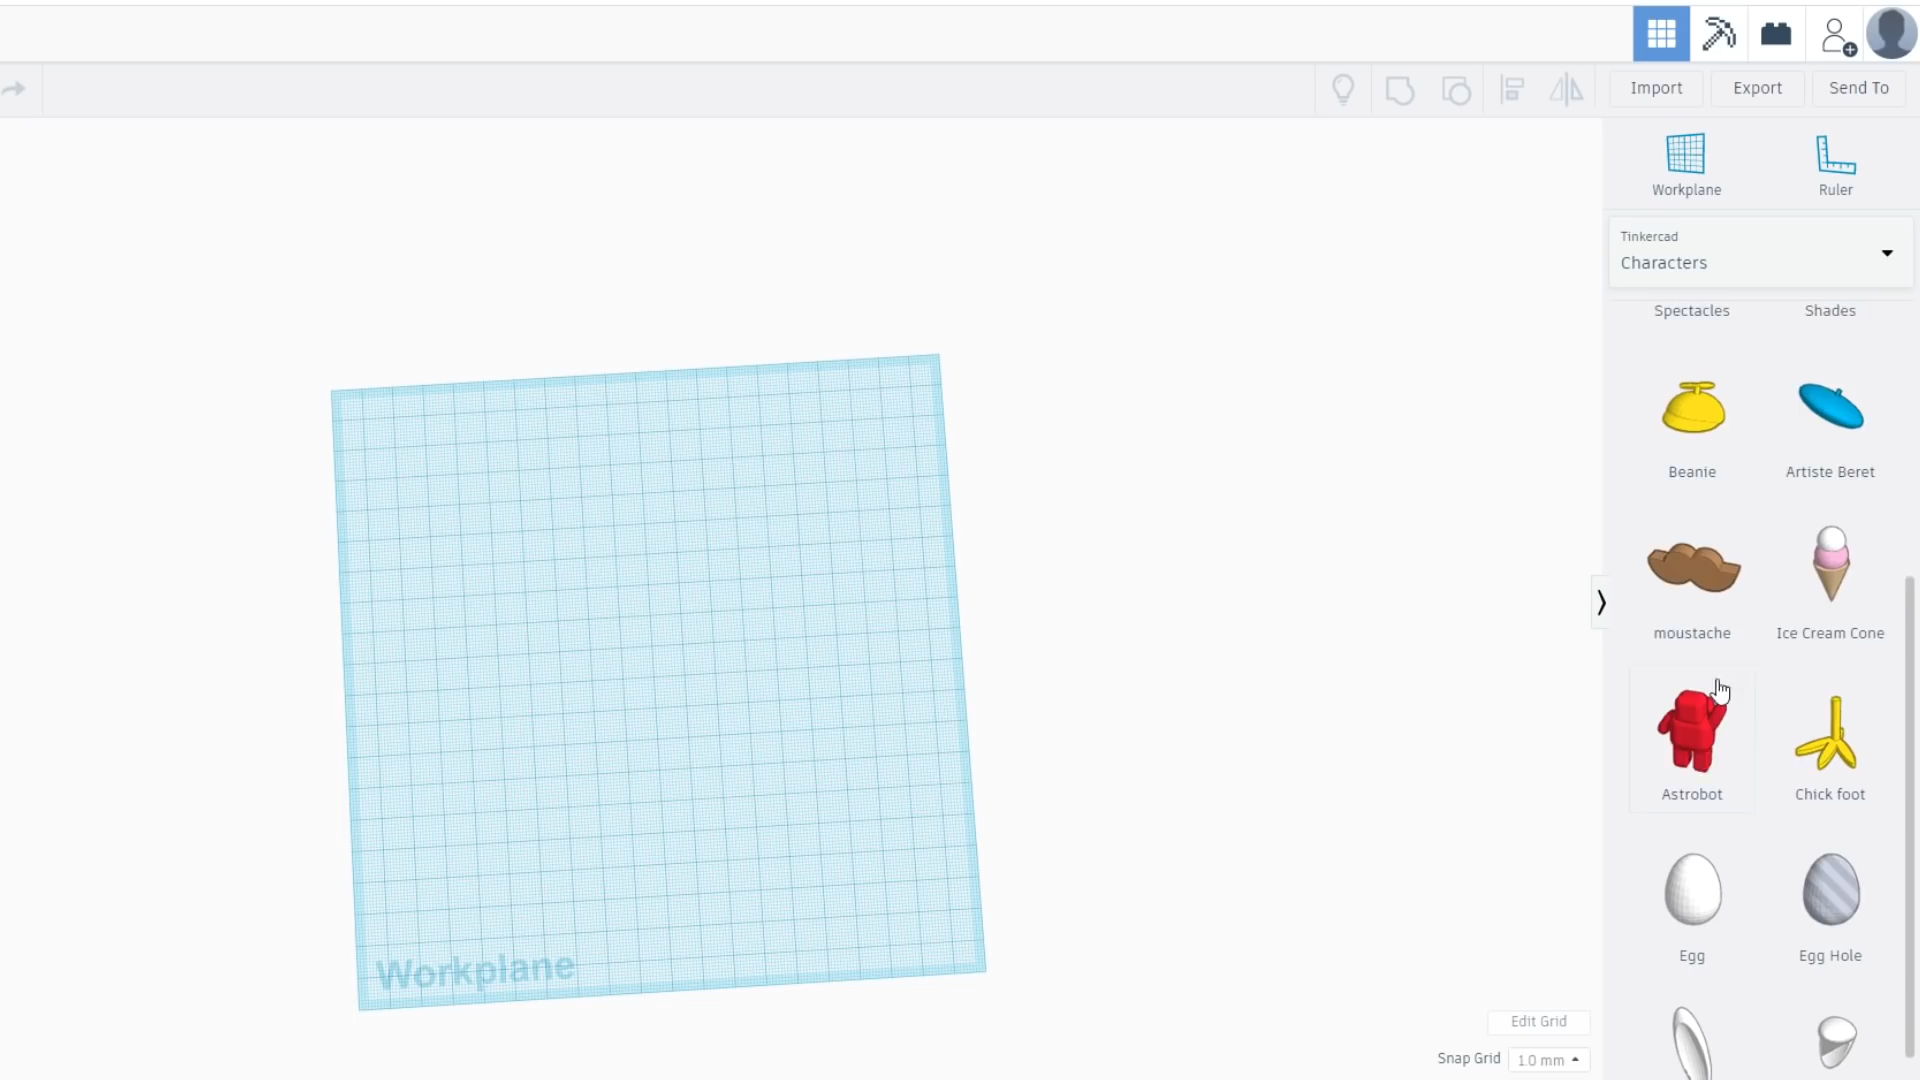 Import Export Send To
Workplane Ruler
Tinkercad
Characters
Spectacles Shades
Beanie Artiste Beret
moustache Ice Cream Cone
Astrobot Chick foot
Egg Egg Hole
Workplane
Edit Grid
Snap Grid 1.0 mm